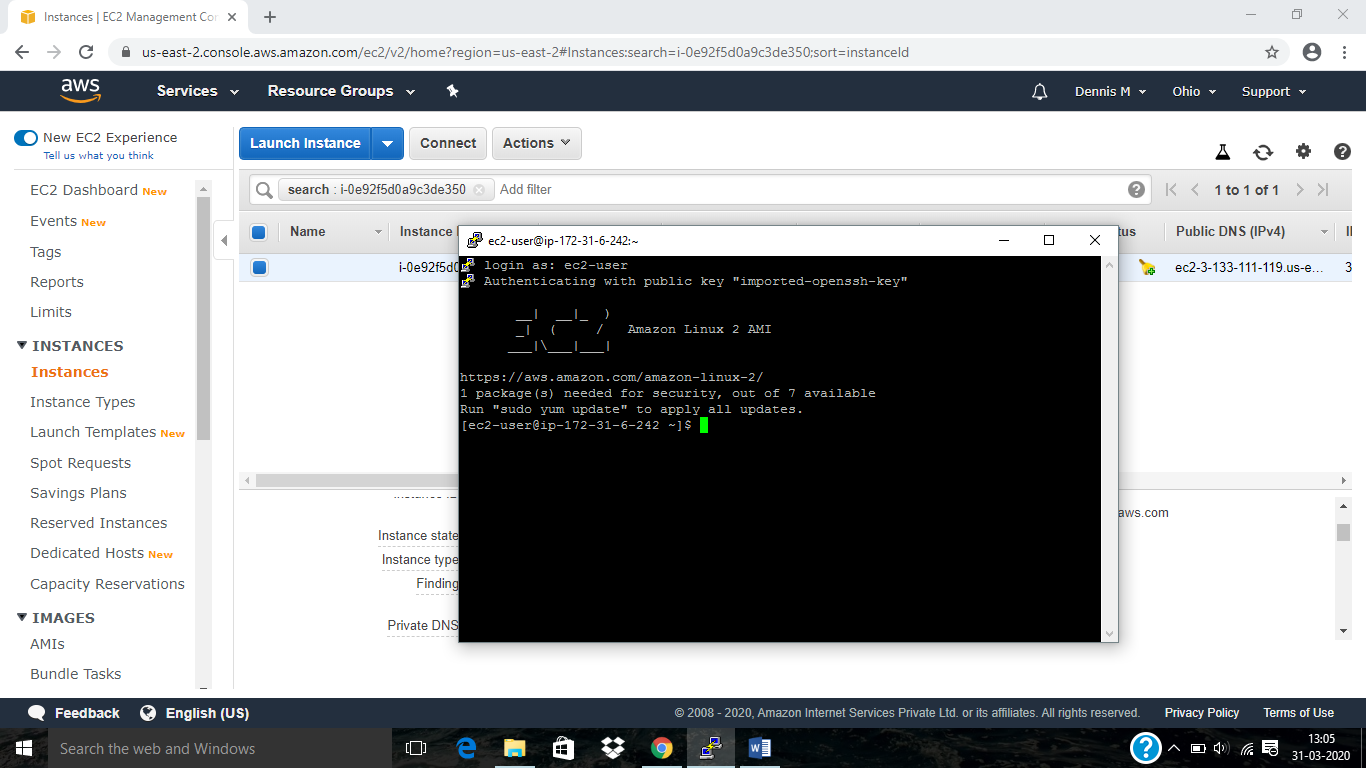 Instances | EC2 Management Con
us-east-2.console.aws.amazon.com/ec2/v2/home?region=us-east-2#Instances:search=i-0e92f5d0a9c3de350;sort=instanceId
aws
Services
Resource Groups
Dennis M
Ohio
Support
New EC2 Experience
Tell us what you think
EC2 Dashboard New
Events New
Tags
Reports
Limits
INSTANCES
Instances
Instance Types
Launch Templates New
Spot Requests
Savings Plans
Reserved Instances
Dedicated Hosts New
Capacity Reservations
IMAGES
AMIs
Bundle Tasks
Launch Instance
Connect
Actions
search : i-0e92f5d0a9c3de350
Add filter
1 to 1 of 1
Name
Instance
tus
Public DNS (IPv4)
i-0e92f5d0
ec2-3-133-111-119.us-e...
3
ec2-user@ip-172-31-6-242:~
login as: ec2-user
Authenticating with public key "imported-openssh-key"
__| __|_ )
_| ( / Amazon Linux 2 AMI
___|\___|___|
https://aws.amazon.com/amazon-linux-2/
1 package(s) needed for security, out of 7 available
Run "sudo yum update" to apply all updates.
[ec2-user@ip-172-31-6-242 ~]$
aws.com
Instance state
Instance type
Finding
Private DNS
Feedback
English (US)
© 2008 - 2020, Amazon Internet Services Private Ltd. or its affiliates. All rights reserved.
Privacy Policy
Terms of Use
Search the web and Windows
13:05
31-03-2020